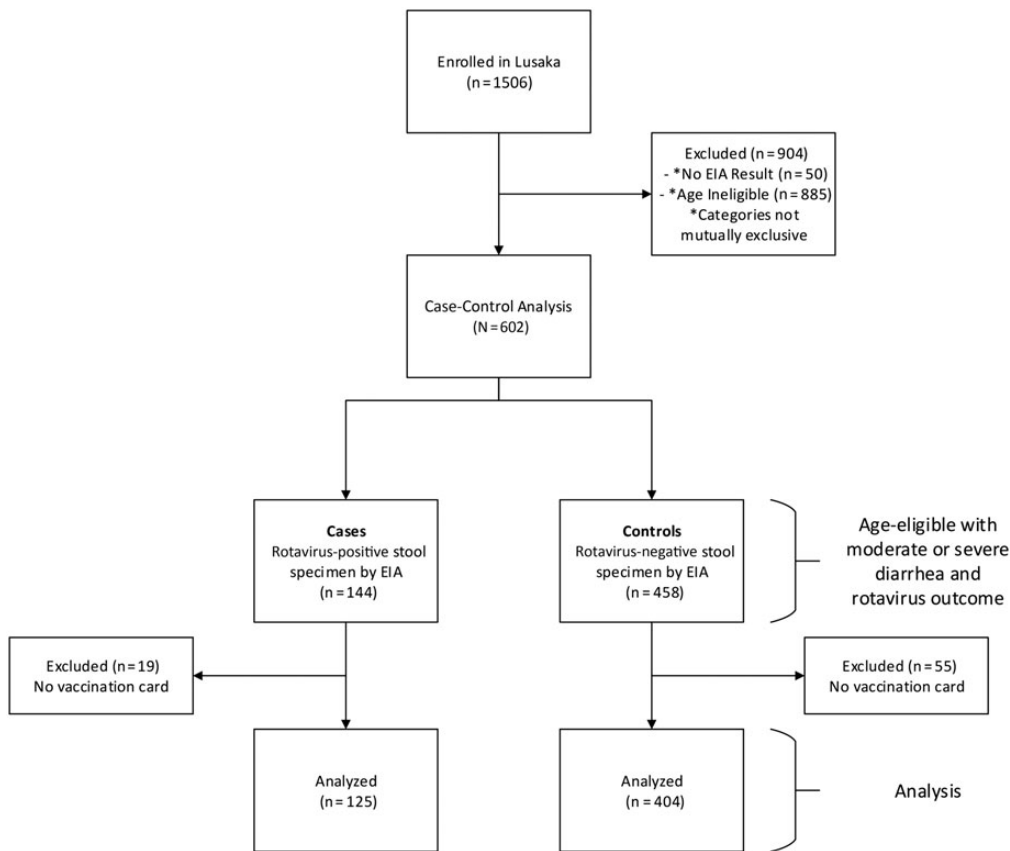 Enrolled in Lusaka
(n = 1506)
Excluded (n = 904)
- *No EIA Result (n = 50)
- *Age Ineligible (n = 885)
*Categories not
mutually exclusive
Case-Control Analysis
(N = 602)
Cases
Rotavirus-positive stool
specimen by EIA
(n = 144)
Controls
Rotavirus-negative stool
specimen by EIA
(n = 458)
Age-eligible with
moderate or severe
diarrhea and
rotavirus outcome
Excluded (n = 19)
No vaccination card
Excluded (n = 55)
No vaccination card
Analyzed
(n = 125)
Analyzed
(n = 404)
Analysis